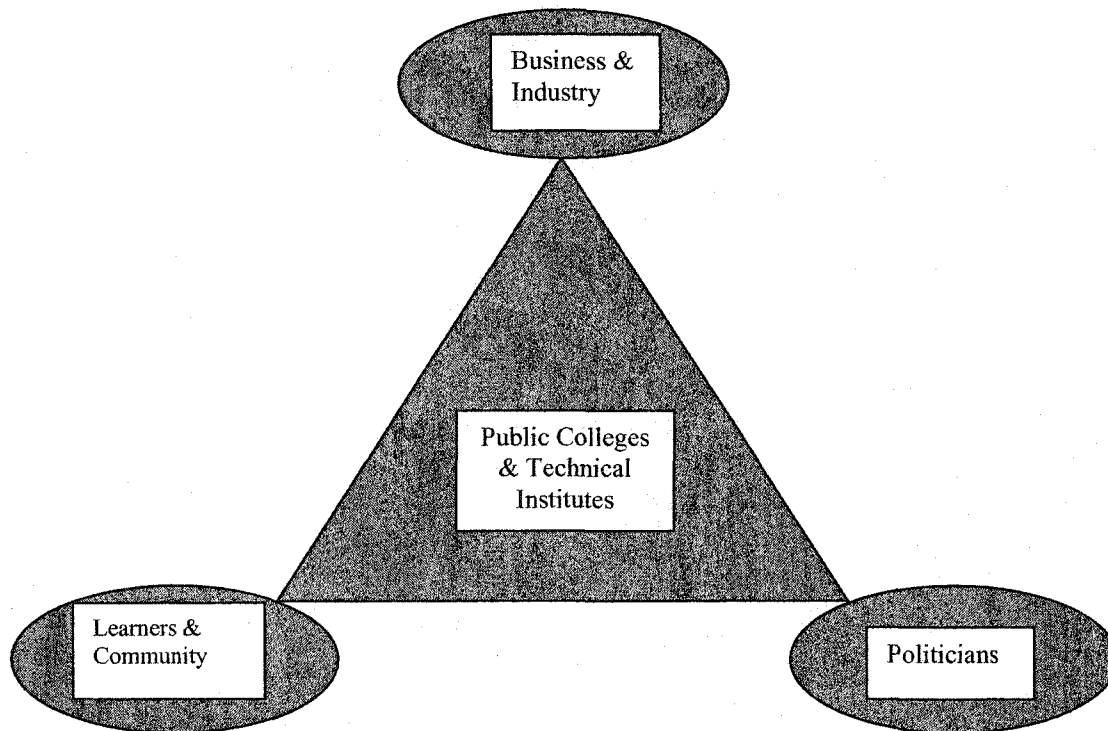 Business &
Industry
Public Colleges
& Technical
Institutes
Learners &
Community
Politicians